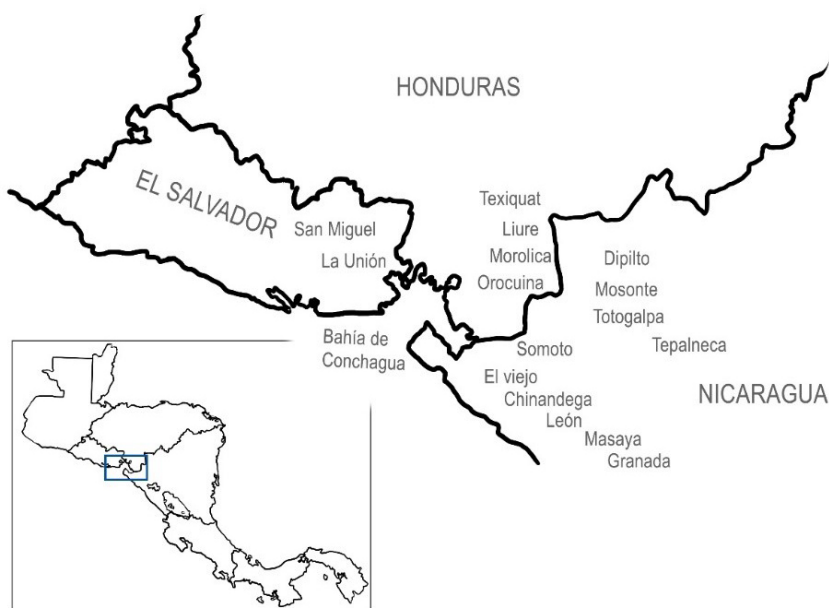 HONDURAS
EL SALVADOR
San Miguel
La Unión
Texiquat
Liure
Morolica
Orocuina
Dipilto
Mosonte
Totogalpa
Tepalneca
Bahía de
Conchagua
Somoto
El viejo
Chinandega
León
Masaya
Granada
NICARAGUA